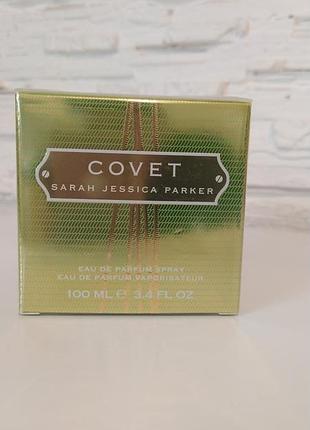 COVET
SARAH JESSICA PARKER
EAU DE PARFUM SPRAY
EAU DE PARFUM VAPORISATEUR
100 ML ℮ 3.4 FL OZ